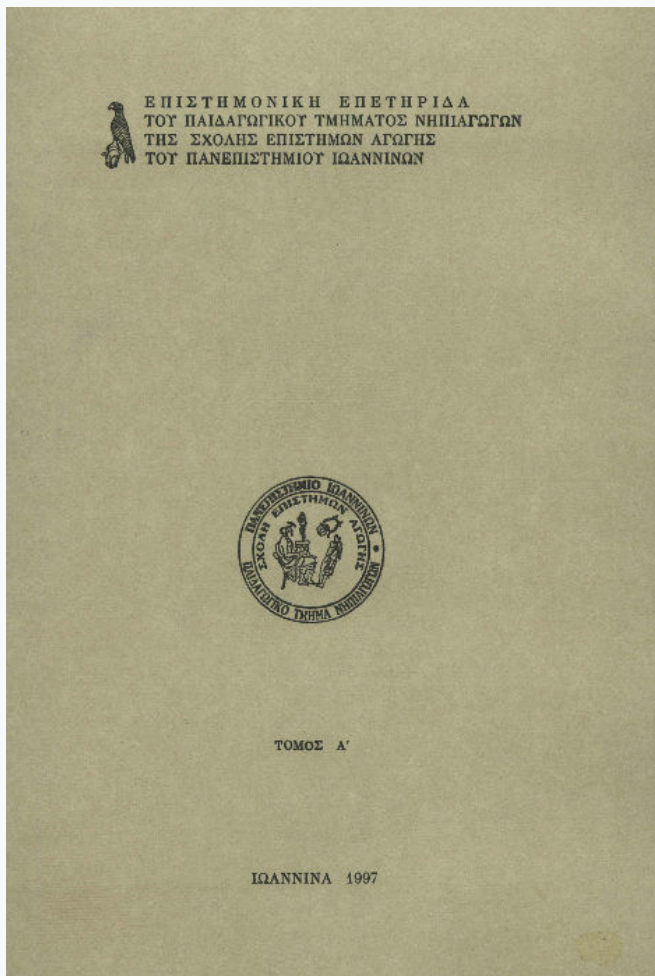 ΕΠΙΣΤΗΜΟΝΙΚΗ ΕΠΕΤΗΡΙΔΑ
ΤΟΥ ΠΑΙΔΑΓΩΓΙΚΟΥ ΤΜΗΜΑΤΟΣ ΝΗΠΙΑΓΩΓΩΝ
ΤΗΣ ΣΧΟΛΗΣ ΕΠΙΣΤΗΜΩΝ ΑΓΩΓΗΣ
ΤΟΥ ΠΑΝΕΠΙΣΤΗΜΙΟΥ ΙΩΑΝΝΙΝΩΝ
ΠΑΝΕΠΙΣΤΗΜΙΟ ΙΩΑΝΝΙΝΩΝ
ΣΧΟΛΗ ΕΠΙΣΤΗΜΩΝ ΑΓΩΓΗΣ
ΠΑΙΔΑΓΩΓΙΚΟ ΤΜΗΜΑ ΝΗΠΙΑΓΩΓΩΝ
ΤΟΜΟΣ Α΄
ΙΩΑΝΝΙΝΑ 1997